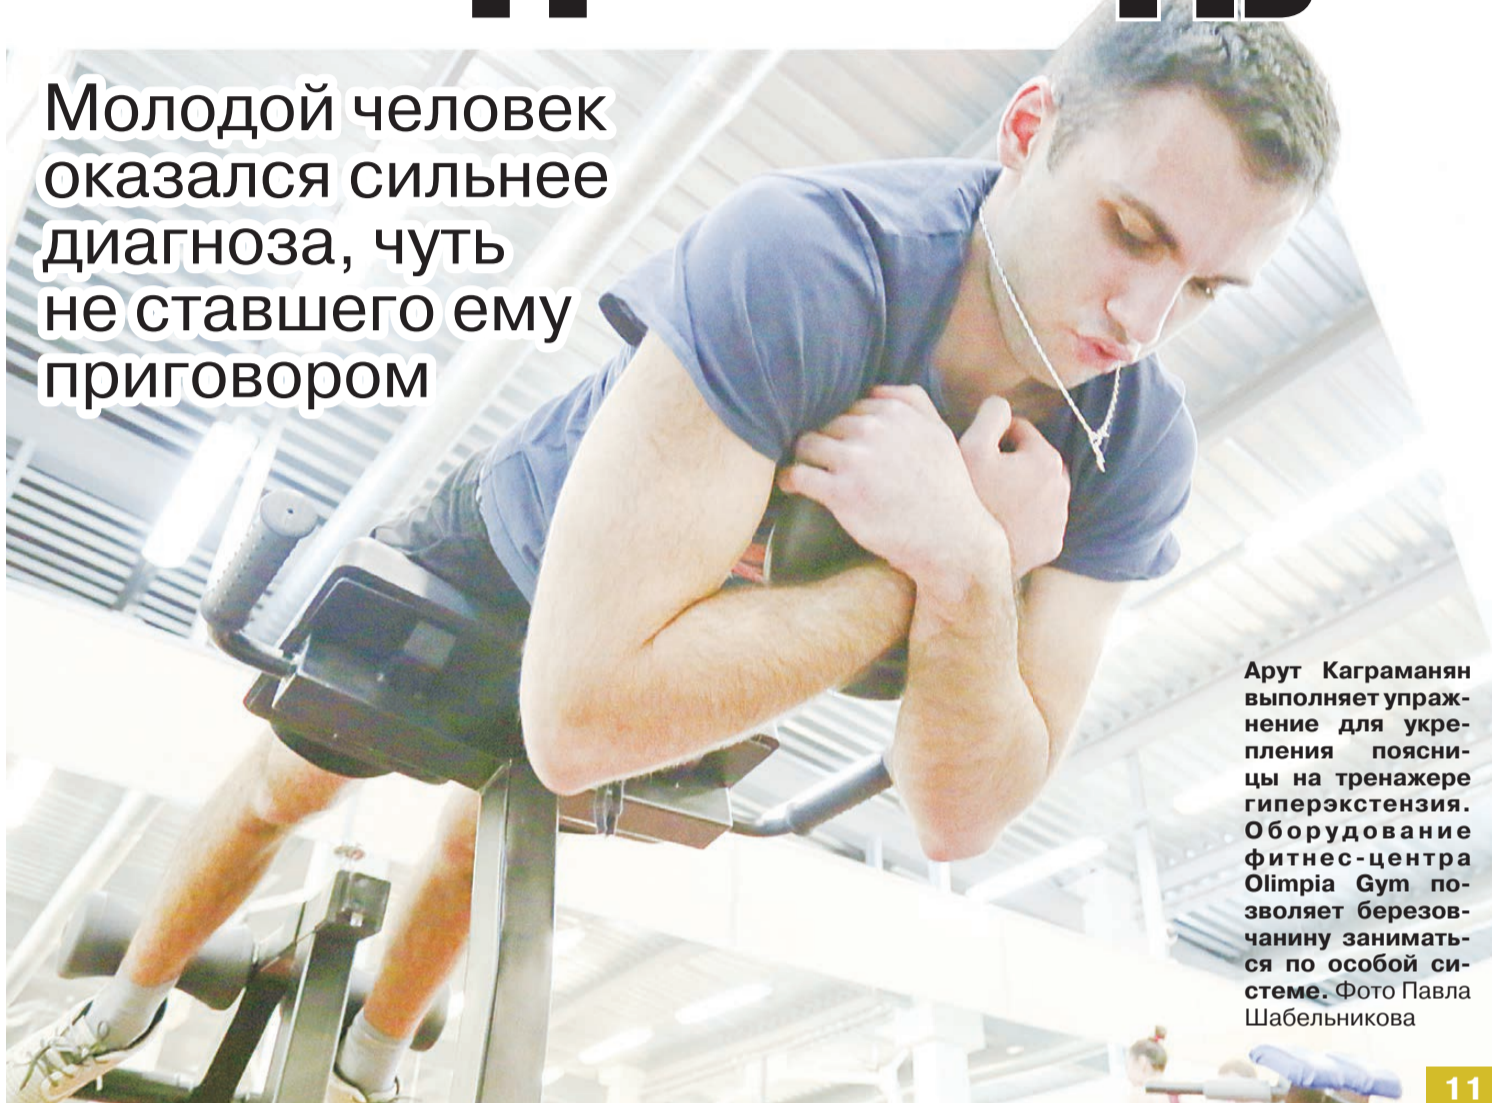 Молодой человек
оказался сильнее
диагноза, чуть
не ставшего ему
приговором
Арут Каграманян
выполняет упраж-
нение для укре-
пления поясни-
цы на тренажере
гиперэкстензия.
Оборудование
фитнес-центра
Olimpia Gym по-
зволяет березов-
чанину занимать-
ся по особой си-
стеме. Фото Павла
Шабельникова
11